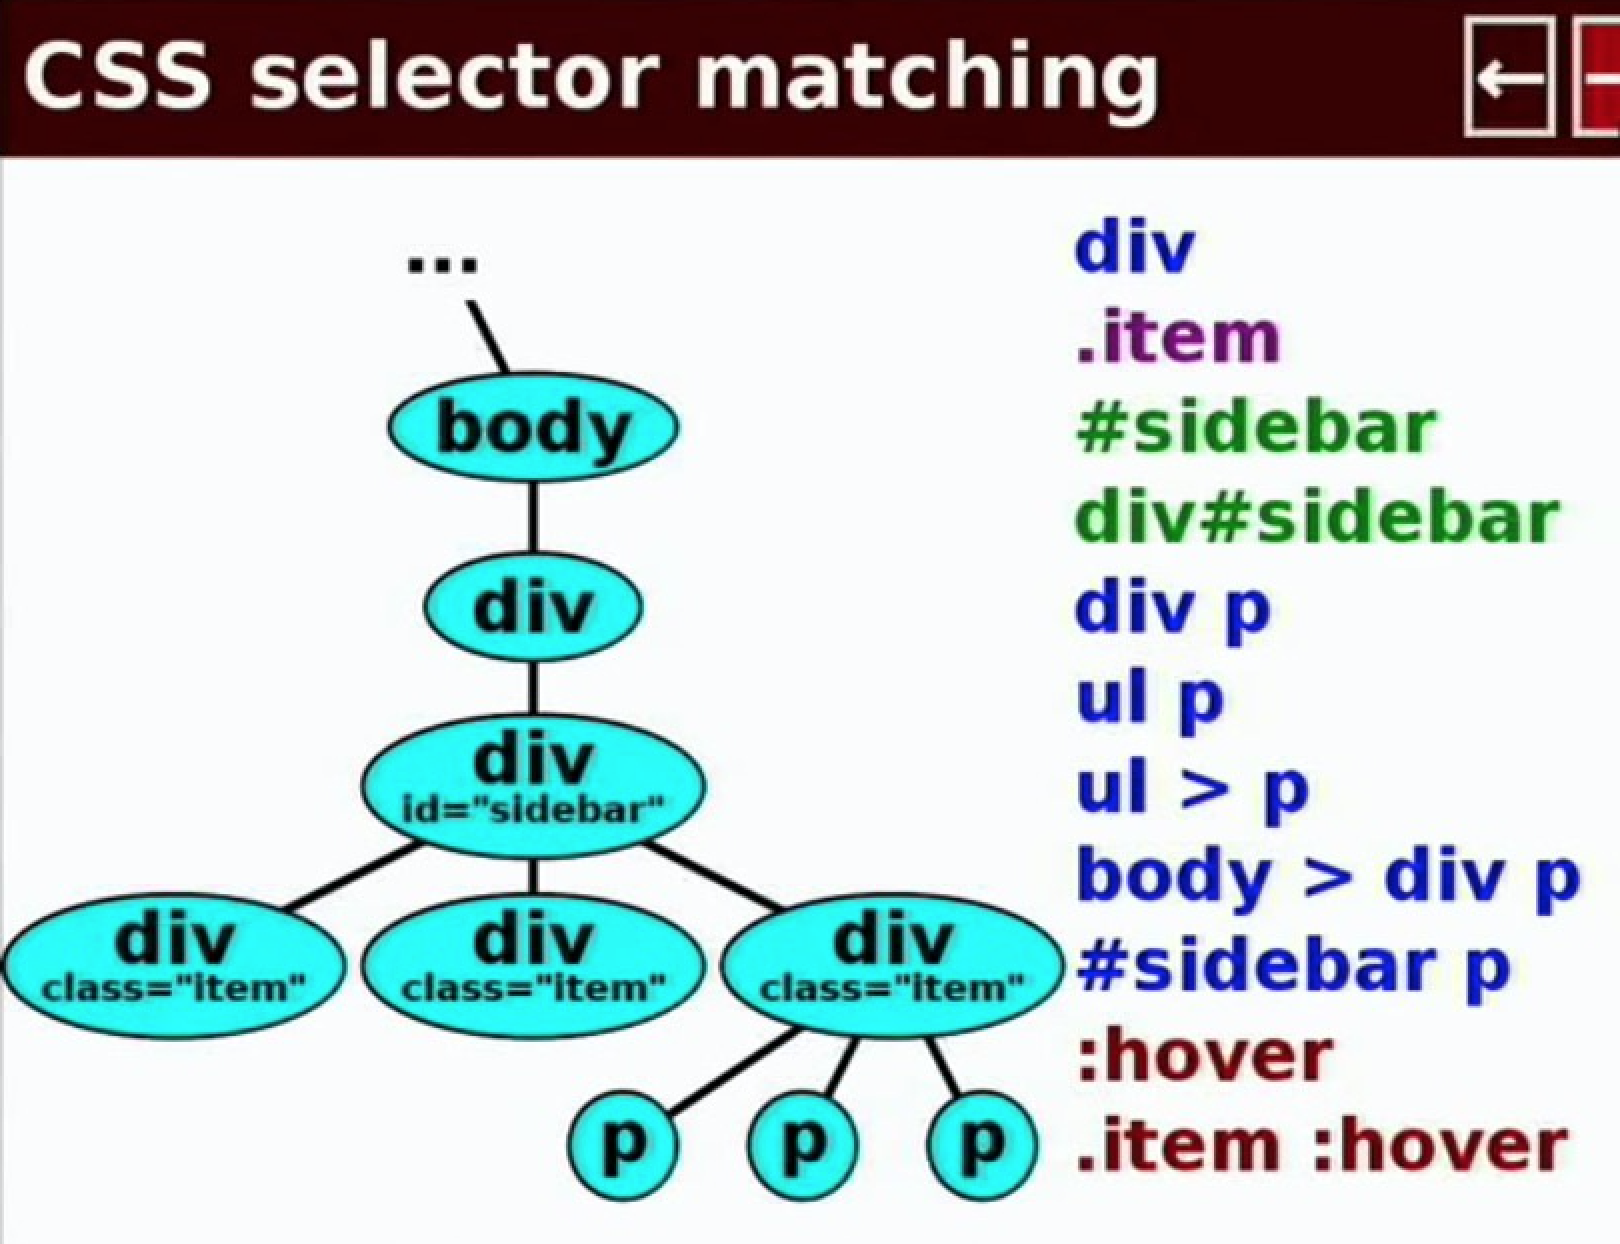 CSS selector matching
...
body
div
div
id="sidebar"
div
class="item"
div
class="item"
div
class="item"
p
p
p
div
.item
#sidebar
div#sidebar
div p
ul p
ul > p
body > div p
#sidebar p
:hover
.item :hover